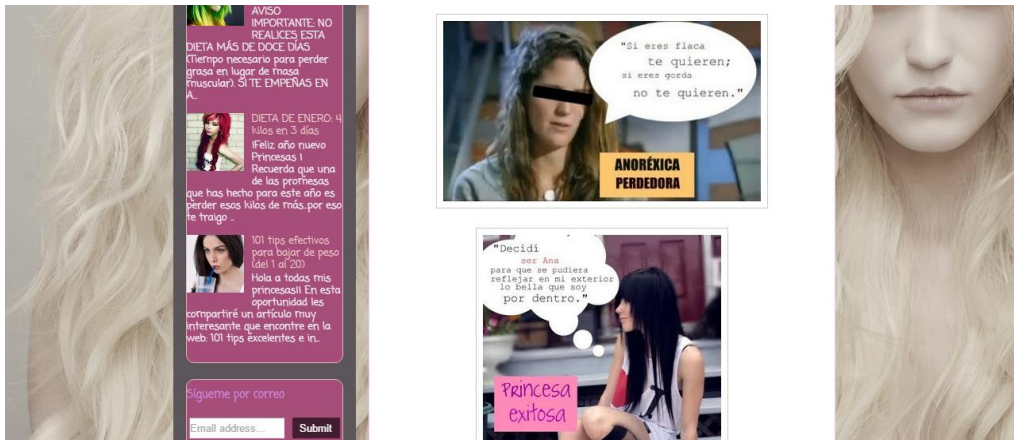 AVISO
IMPORTANTE: NO
REALICES ESTA
DIETA MÁS DE DOCE DÍAS
(Tiempo necesario para perder
grasa en lugar de masa
muscular). SI TE EMPEÑAS EN
A...
DIETA DE ENERO: 4
kilos en 3 días
!Feliz año nuevo
Princesas !
Recuerda que una
de las promesas
que has hecho para este año es
perder esos kilos de más...por eso
te traigo ...
101 tips efectivos
para bajar de peso
(del 1 al 20)
Hola a todas mis
princesas!! En esta
oportunidad les
compartiré un artículo muy
interesante que encontre en la
web: 101 tips excelentes e in...
Sígueme por correo
Email address...
Submit
"Si eres flaca
te quieren;
si eres gorda
no te quieren."
ANORÉXICA
PERDEDORA
"Decidi
ser Ana
para que se pudiera
reflejar en mi exterior
lo bella que soy
por dentro."
Princesa
exitosa